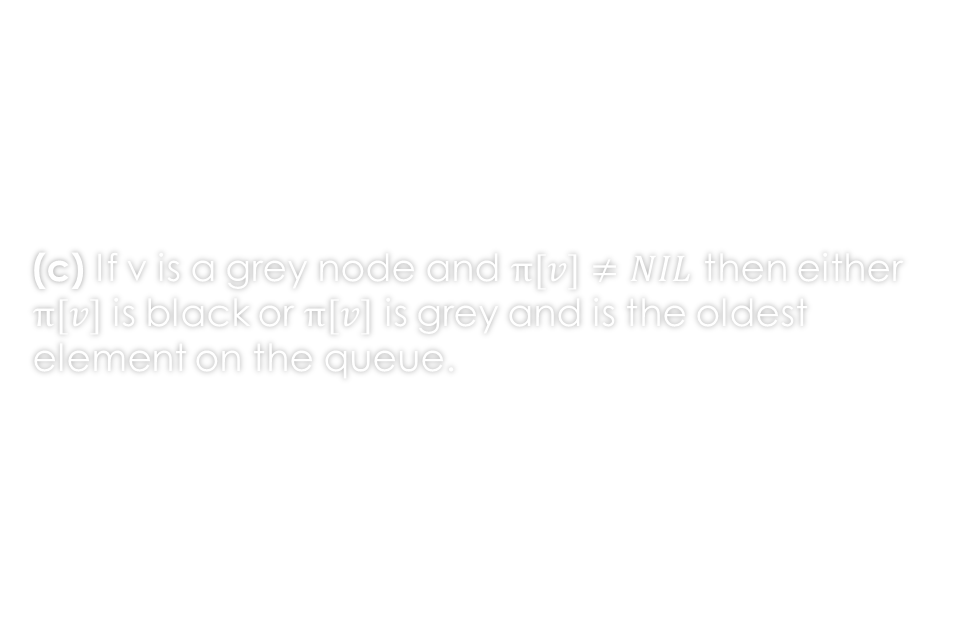 (c) If v is a grey node and π[𝑣] ≠ 𝑁𝐼𝐿 then either
π[𝑣] is black or π[𝑣] is grey and is the oldest
element on the queue.